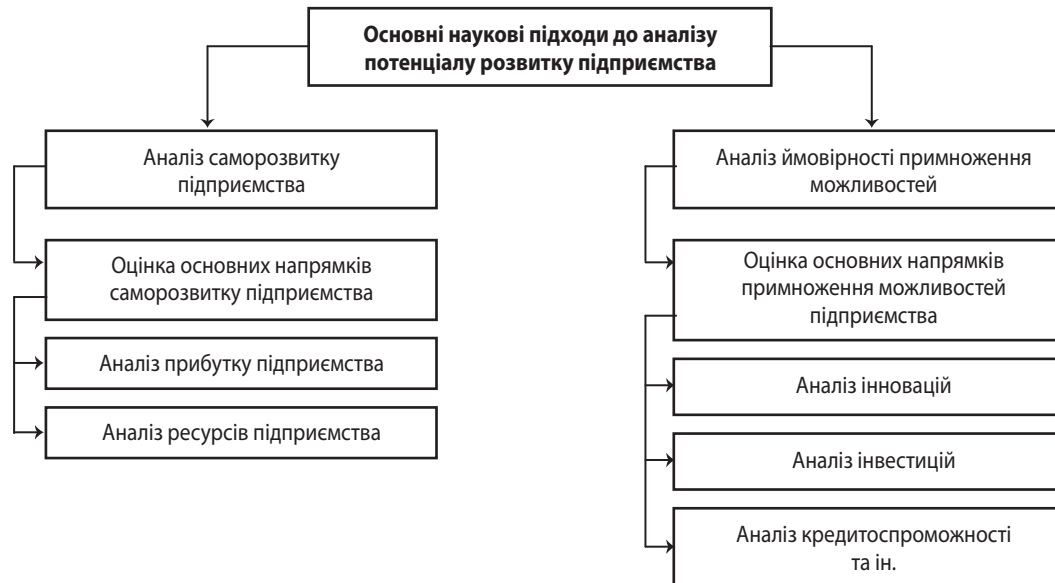 Основні наукові підходи до аналізу
потенціалу розвитку підприємства
Аналіз саморозвитку
підприємства
Оцінка основних напрямків
саморозвитку підприємства
Аналіз прибутку підприємства
Аналіз ресурсів підприємства
Аналіз ймовірності примноження
можливостей
Оцінка основних напрямків
примноження можливостей
підприємства
Аналіз інновацій
Аналіз інвестицій
Аналіз кредитоспроможності
та ін.